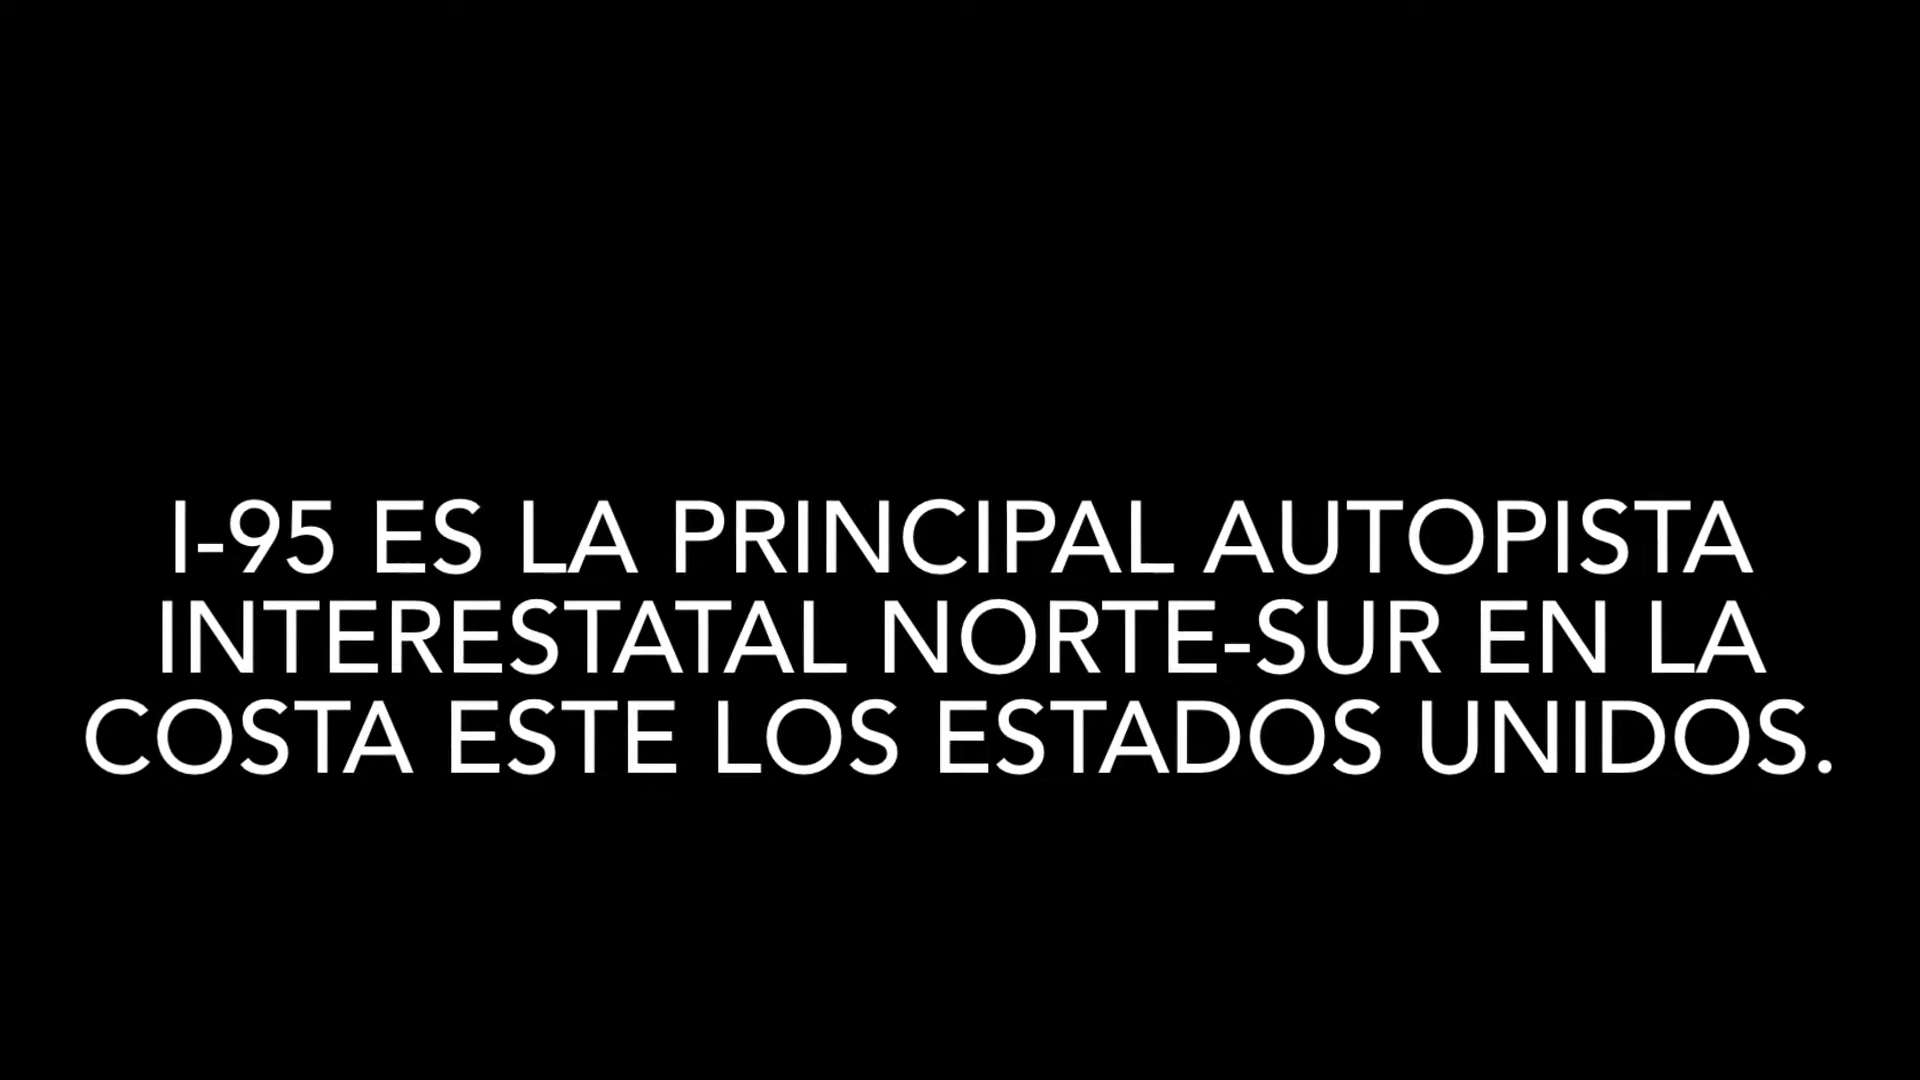 I-95 ES LA PRINCIPAL AUTOPISTA
INTERESTATAL NORTE-SUR EN LA
COSTA ESTE LOS ESTADOS UNIDOS.